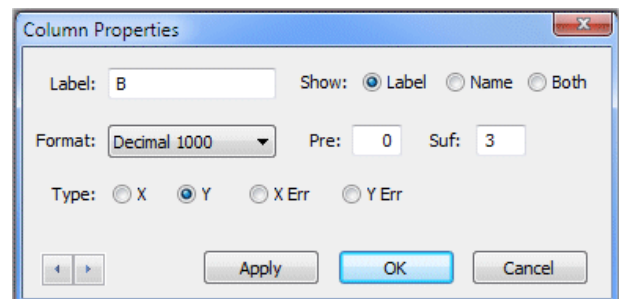 Column Properties
Label: B Show: Label Name Both
Format: Decimal 1000 Pre: 0 Suf: 3
Type: X Y X Err Y Err
Apply OK Cancel